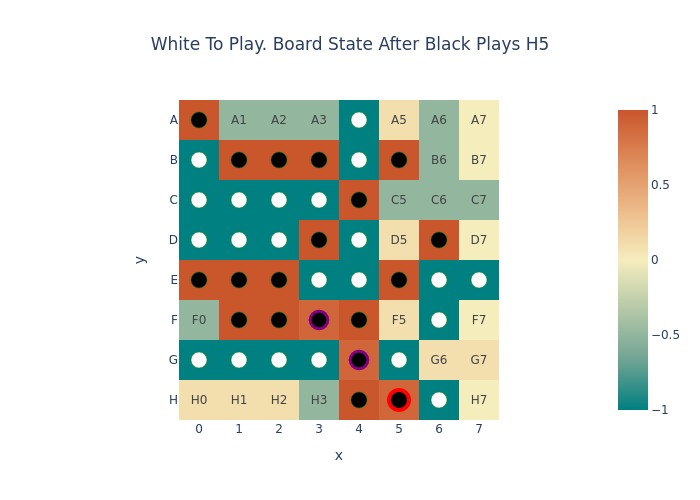 White To Play. Board State After Black Plays H5
A A1 A2 A3 A5 A6 A7
B B6 B7
C C5 C6 C7
D D5 D7
E
F F0 F5 F7
G G6 G7
H H0 H1 H2 H3 H7
0 1 2 3 4 5 6 7
x
y
1
0.5
0
−0.5
−1